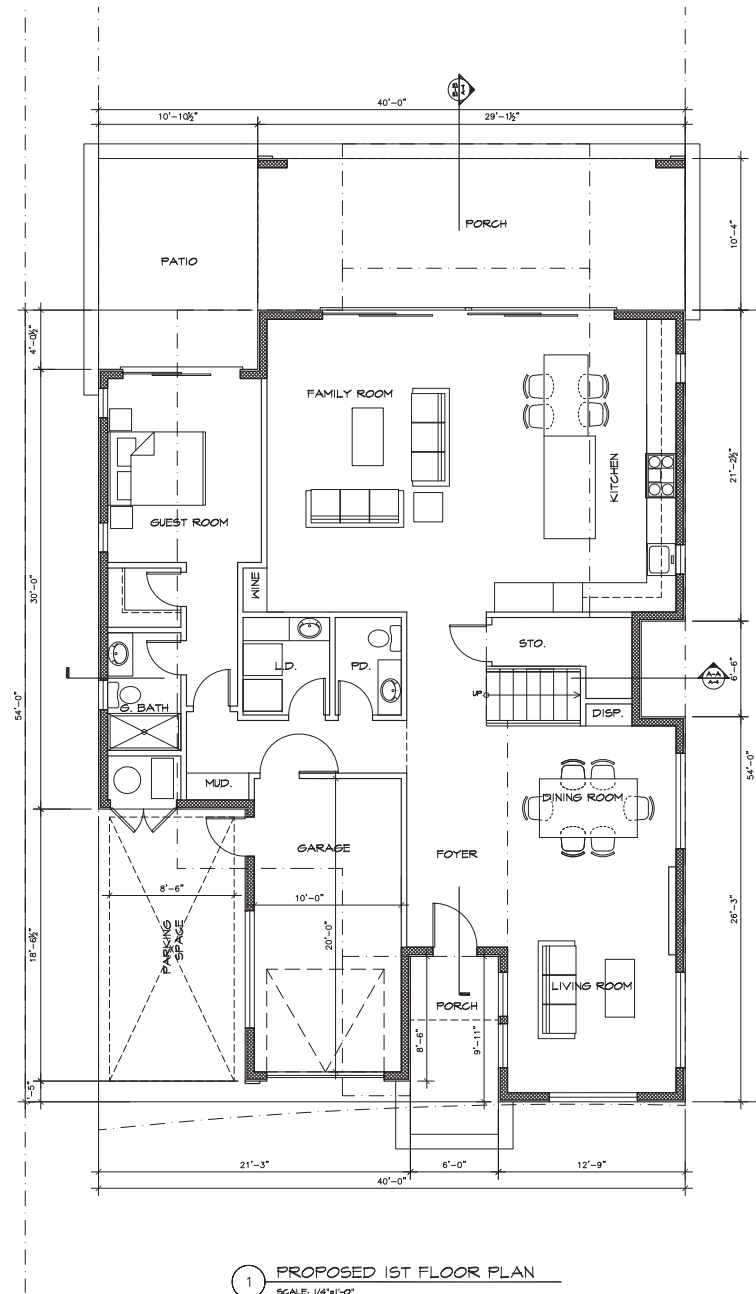 B-B
A-4
40'-0"
10'-10½"
29'-1½"
PORCH
10'-4"
PATIO
4'-0½"
FAMILY ROOM
21'-2½"
KITCHEN
GUEST ROOM
WINE
30'-0"
STO.
L.D.
PD.
6'-6"
A-A
A-4
54'-0"
UP
G. BATH
DISP.
54'-0"
MUD.
DINING ROOM
GARAGE
FOYER
8'-6"
10'-0"
26'-3"
PARKING
SPACE
20'-0"
18'-6½"
LIVING ROOM
PORCH
8'-6"
9'-11"
1'-5"
21'-3"
6'-0"
12'-9"
40'-0"
1
PROPOSED 1ST FLOOR PLAN
SCALE: 1/4"=1'-0"